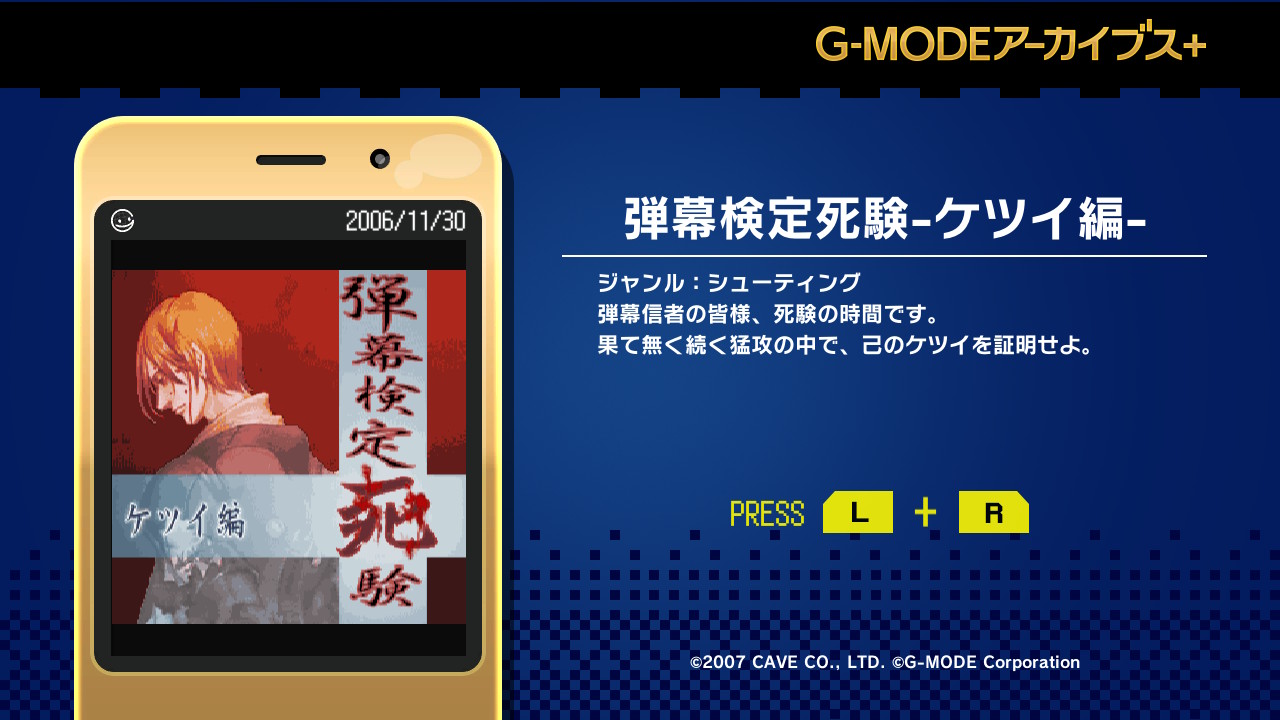 G-MODEアーカイブス+
2006/11/30
弾幕検定死験
ケツイ編
弾幕検定死験-ケツイ編-
ジャンル：シューティング
弾幕信者の皆様、死験の時間です。
果て無く続く猛攻の中で、己のケツイを証明せよ。
PRESS L + R
©2007 CAVE CO., LTD. ©G-MODE Corporation